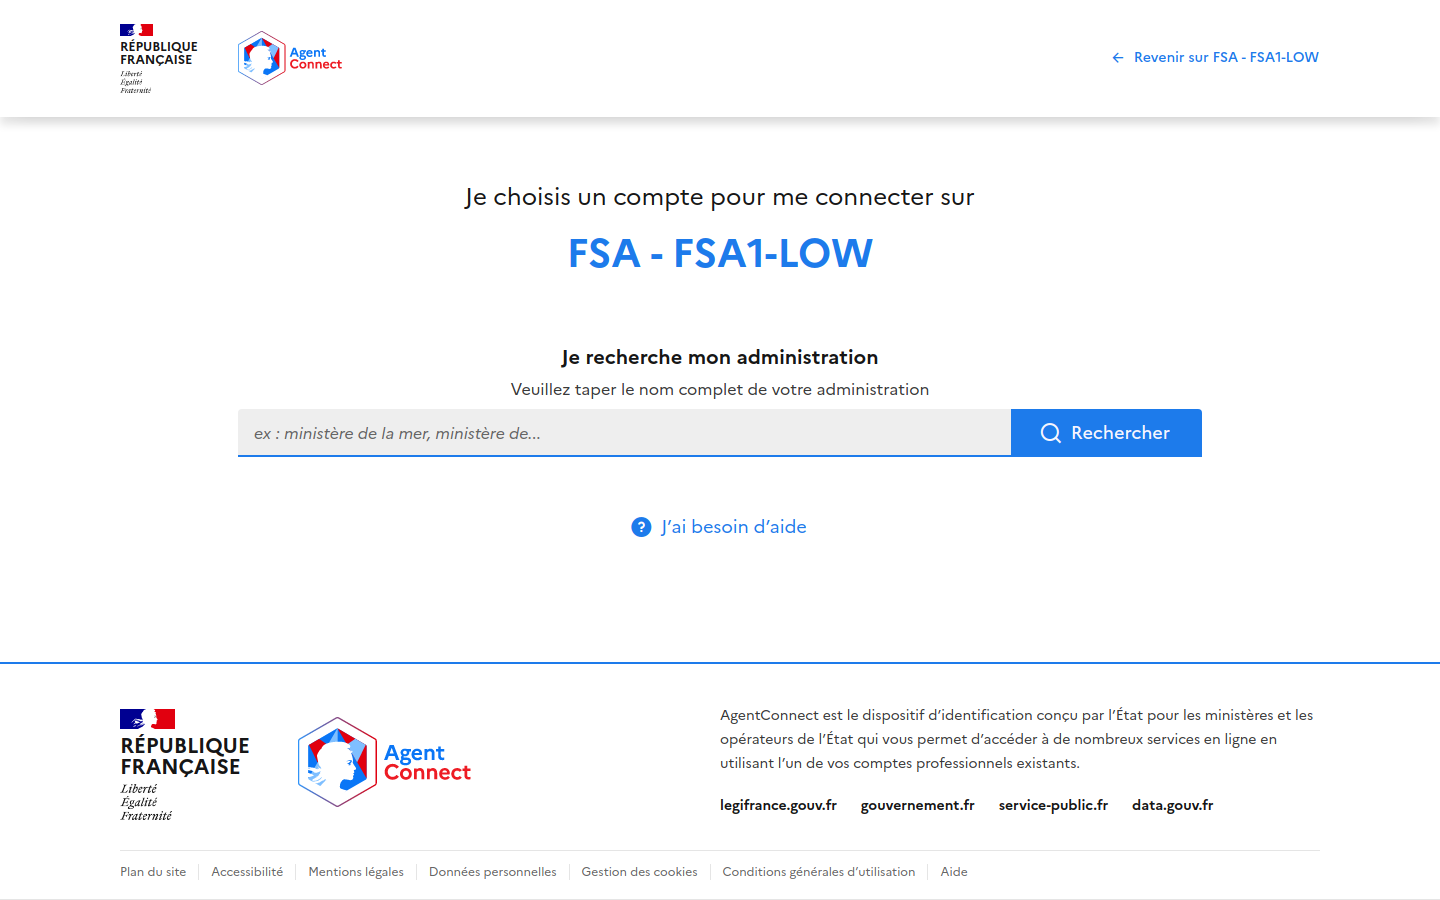 RÉPUBLIQUE
FRANÇAISE
Liberté
Égalité
Fraternité
Agent
Connect
← Revenir sur FSA - FSA1-LOW
Je choisis un compte pour me connecter sur
FSA - FSA1-LOW
Je recherche mon administration
Veuillez taper le nom complet de votre administration
ex : ministère de la mer, ministère de...
Rechercher
? J’ai besoin d’aide
RÉPUBLIQUE
FRANÇAISE
Liberté
Égalité
Fraternité
Agent
Connect
AgentConnect est le dispositif d’identification conçu par l’État pour les ministères et les
opérateurs de l’État qui vous permet d’accéder à de nombreux services en ligne en
utilisant l’un de vos comptes professionnels existants.
legifrance.gouv.fr gouvernement.fr service-public.fr data.gouv.fr
Plan du site Accessibilité Mentions légales Données personnelles Gestion des cookies Conditions générales d’utilisation Aide